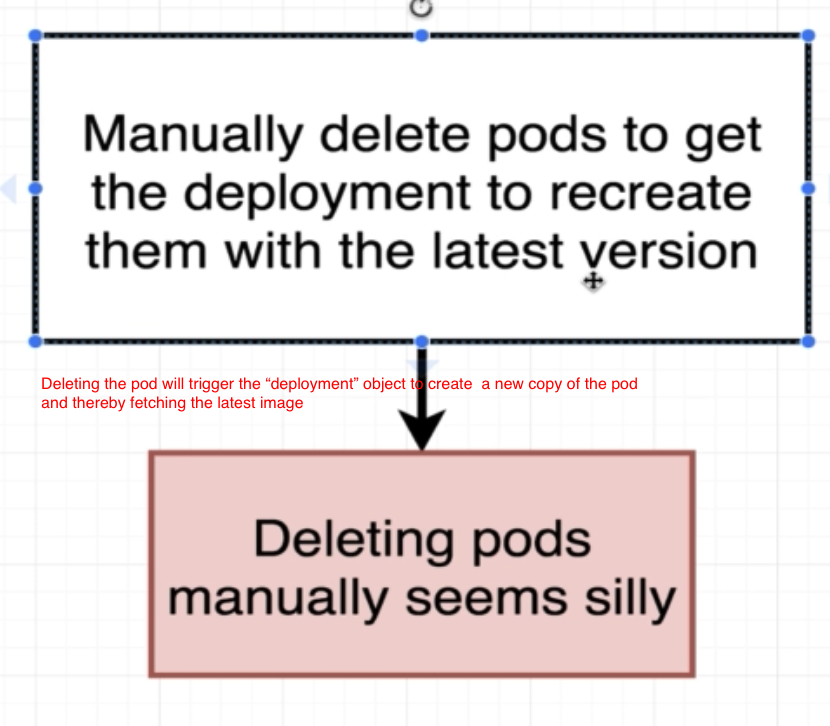 Manually delete pods to get
the deployment to recreate
them with the latest version
Deleting the pod will trigger the “deployment” object to create  a new copy of the pod
and thereby fetching the latest image
Deleting pods
manually seems silly